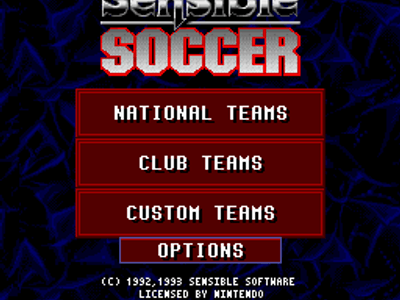 sensible
SOCCER
NATIONAL TEAMS
CLUB TEAMS
CUSTOM TEAMS
OPTIONS
(C) 1992,1993 SENSIBLE SOFTWARE
LICENSED BY NINTENDO